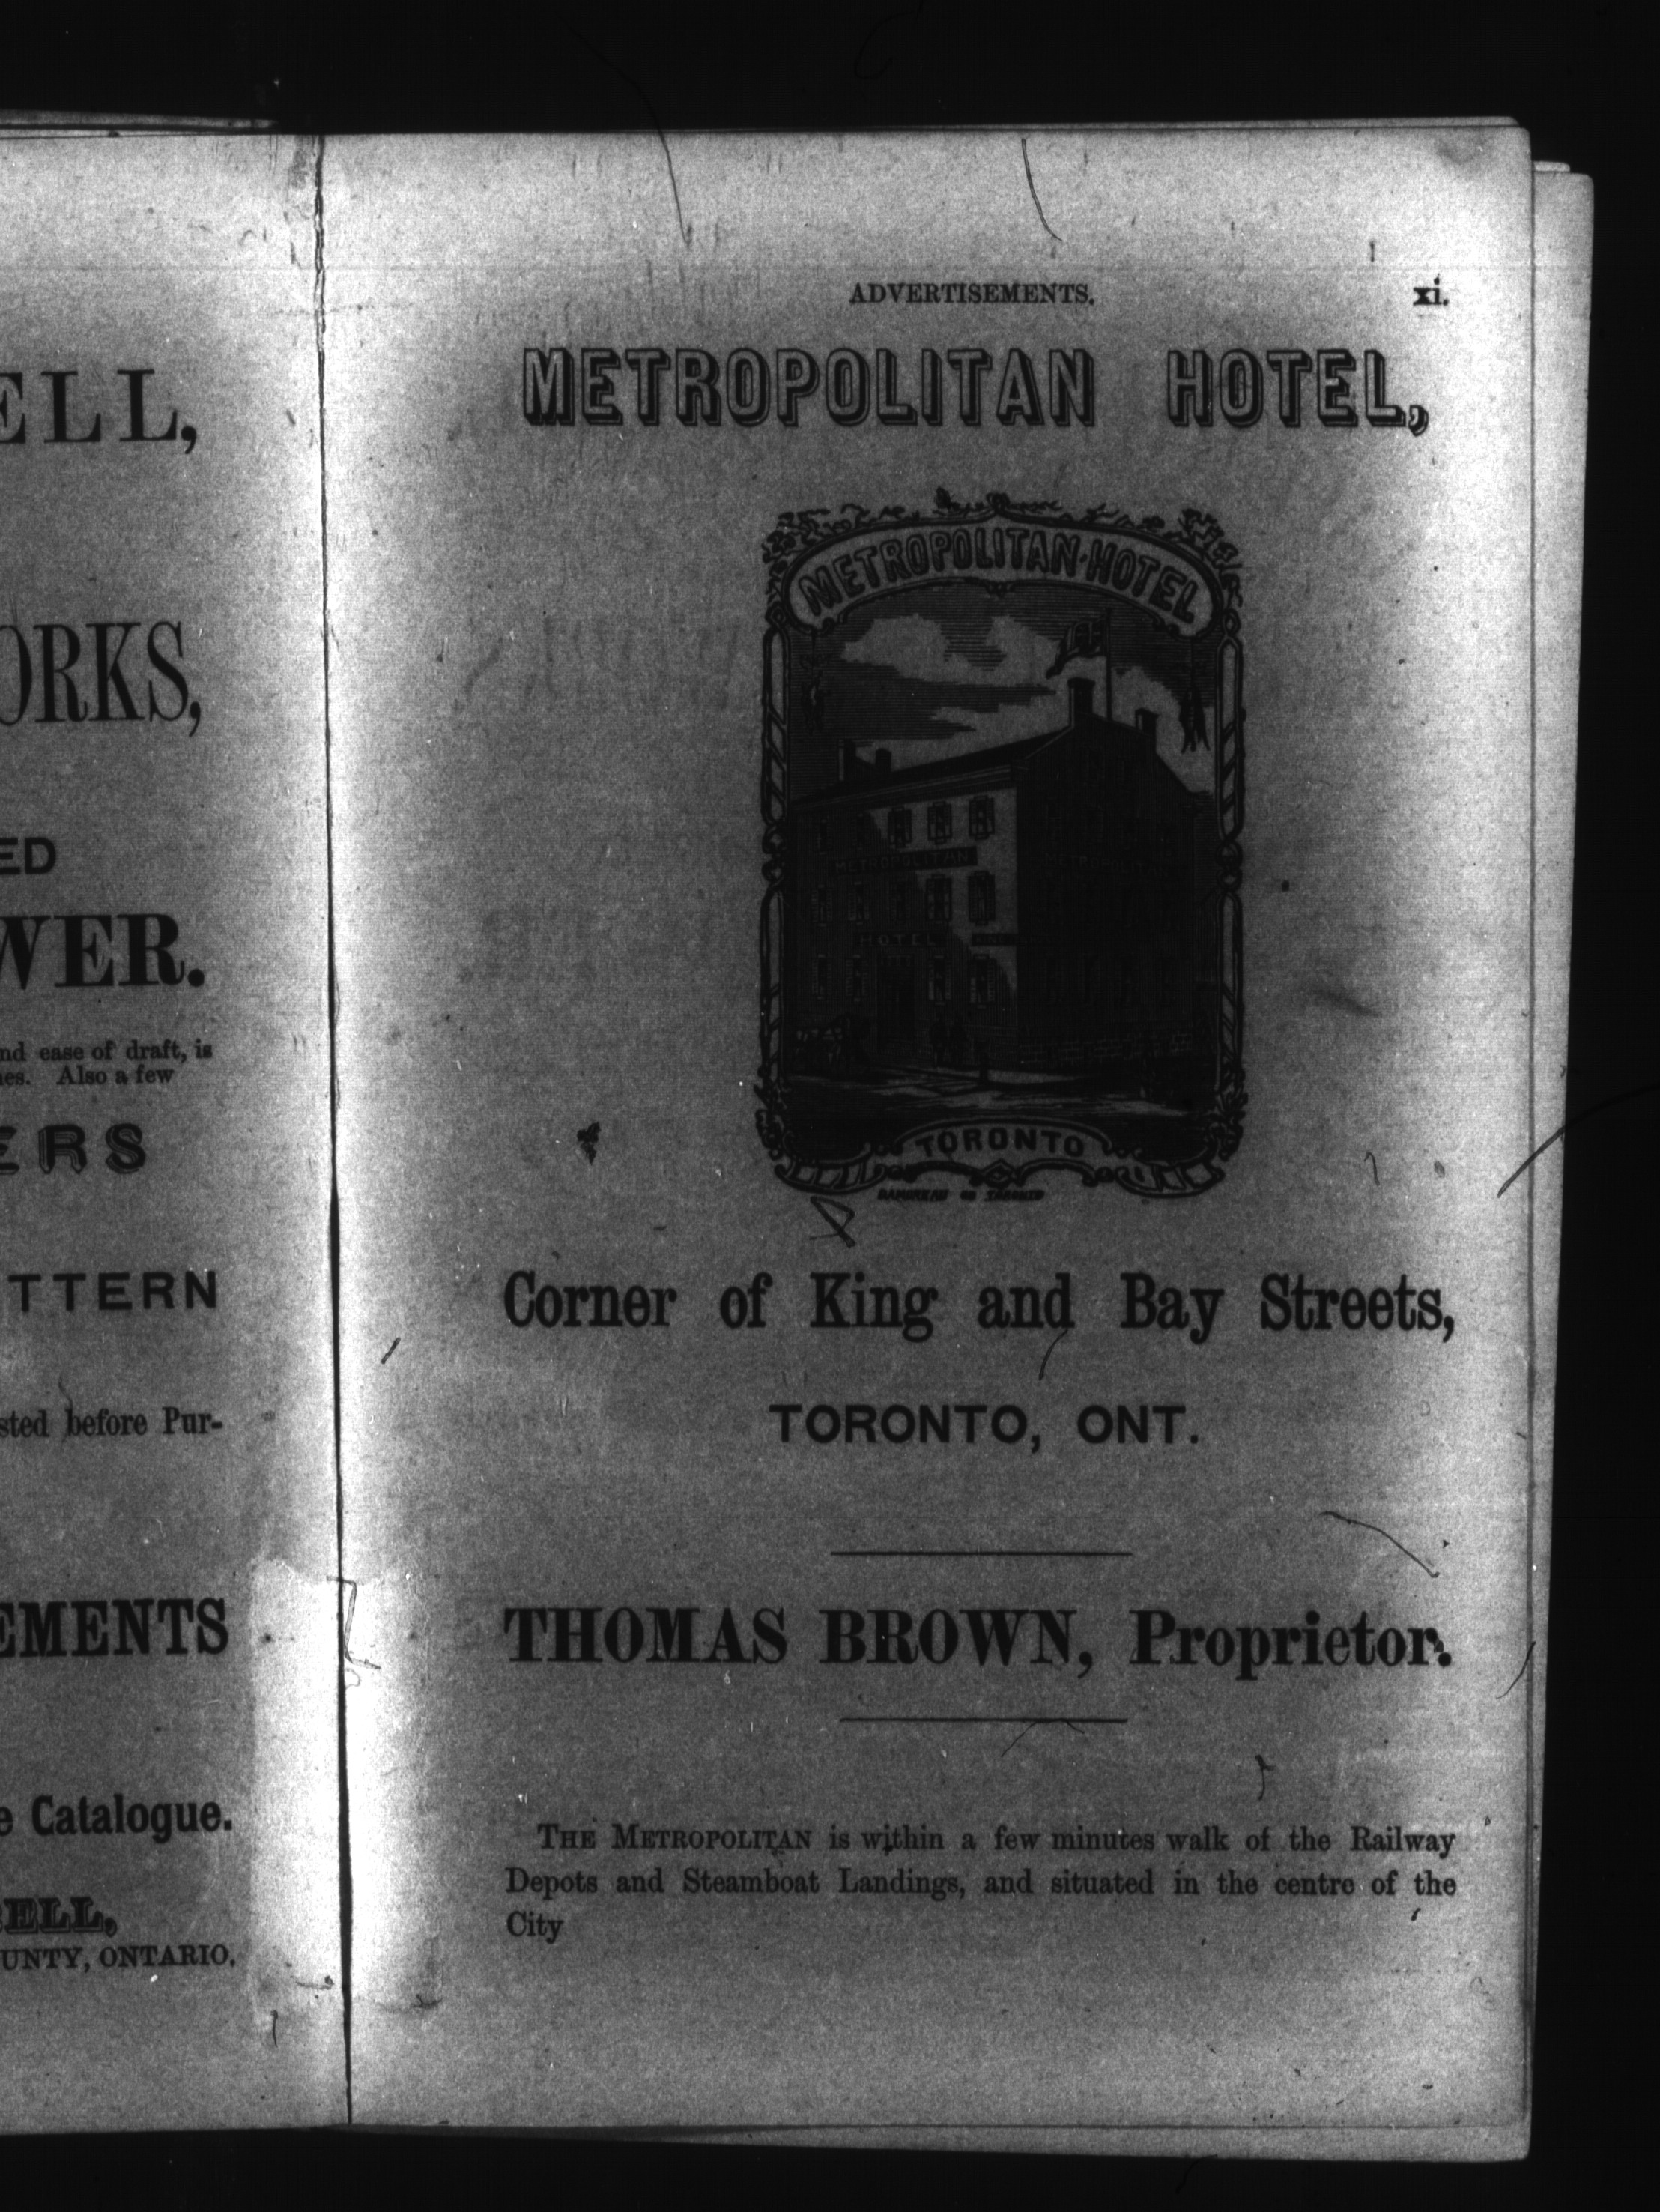 ELL,
ORKS,
ED
WER.
nd ease of draft, is
es. Also a few
ERS
TTERN
sted before Pur-
EMENTS
e Catalogue.
ELL,
UNTY, ONTARIO.
ADVERTISEMENTS. xi.
METROPOLITAN HOTEL,
METROPOLITAN·HOTEL
METROPOLITAN METROPOLITAN
HOTEL
TORONTO
Corner of King and Bay Streets,
TORONTO, ONT.
THOMAS BROWN, Proprietor.
THE METROPOLITAN is within a few minutes walk of the Railway
Depots and Steamboat Landings, and situated in the centre of the
City